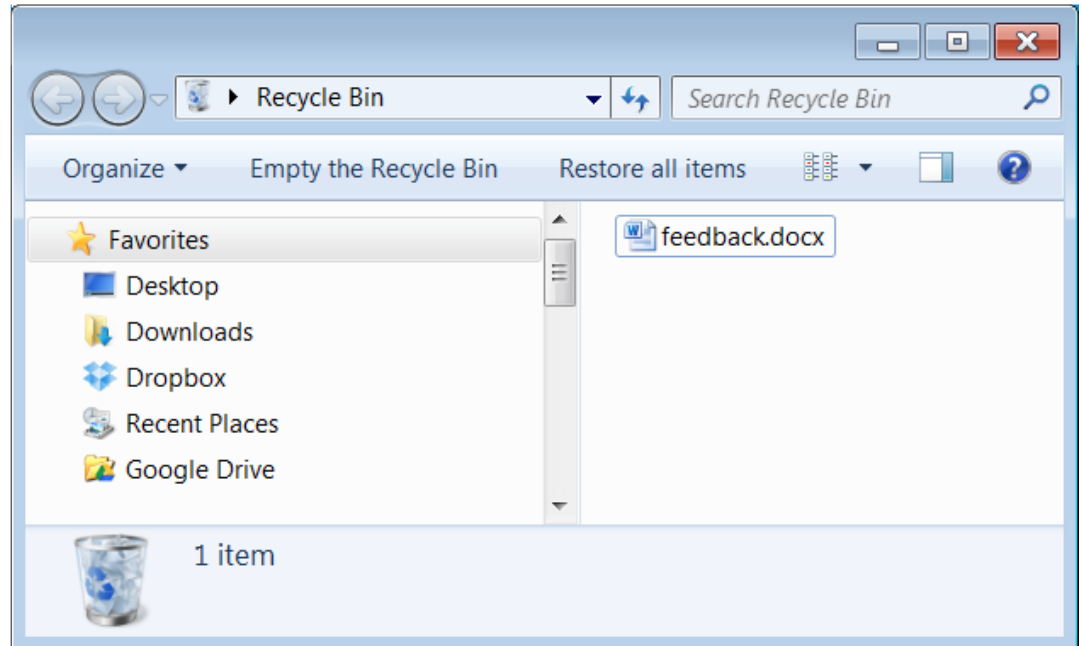 Recycle Bin
Search Recycle Bin
Organize Empty the Recycle Bin Restore all items
Favorites
Desktop
Downloads
Dropbox
Recent Places
Google Drive
feedback.docx
1 item